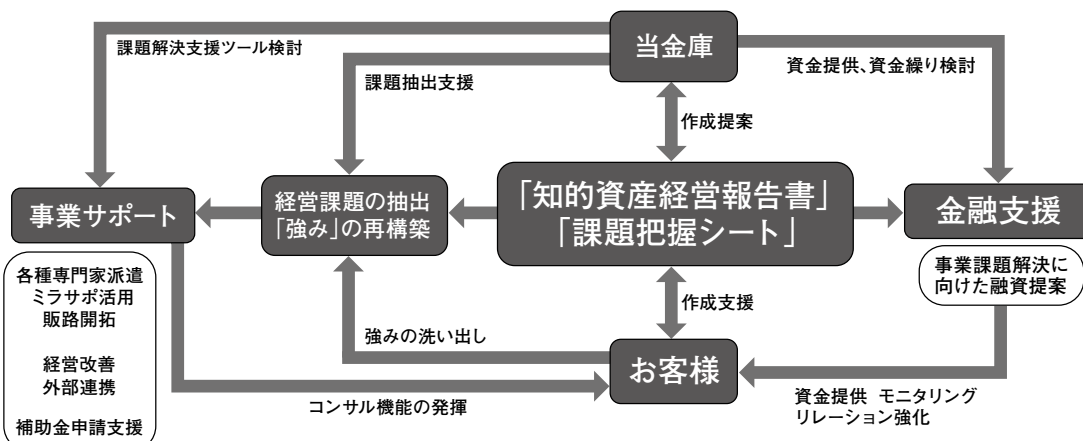 当金庫
課題解決支援ツール検討
資金提供、資金繰り検討
課題抽出支援
作成提案
事業サポート
経営課題の抽出
「強み」の再構築
「知的資産経営報告書」
「課題把握シート」
金融支援
各種専門家派遣
ミラサポ活用
販路開拓
経営改善
外部連携
補助金申請支援
事業課題解決に
向けた融資提案
作成支援
強みの洗い出し
お客様
コンサル機能の発揮
資金提供 モニタリング
リレーション強化